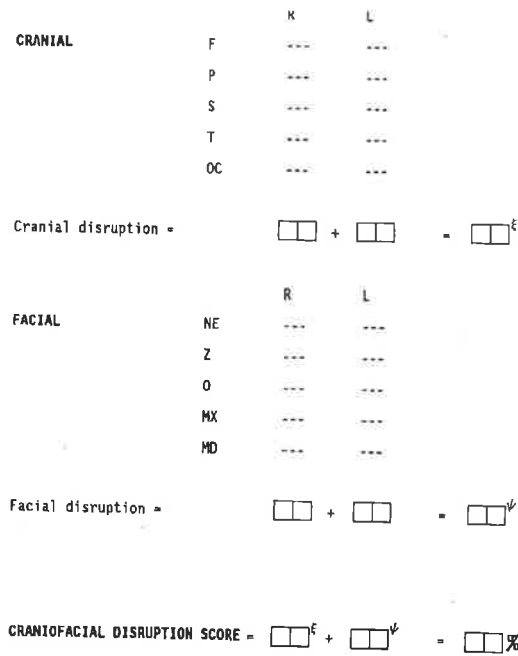 R L
CRANIAL F --- ---
P --- ---
S --- ---
T --- ---
OC --- ---
Cranial disruption = + = ξ
R L
FACIAL NE --- ---
Z --- ---
O --- ---
MX --- ---
MD --- ---
Facial disruption = + = ψ
CRANIOFACIAL DISRUPTION SCORE = ξ + ψ = %